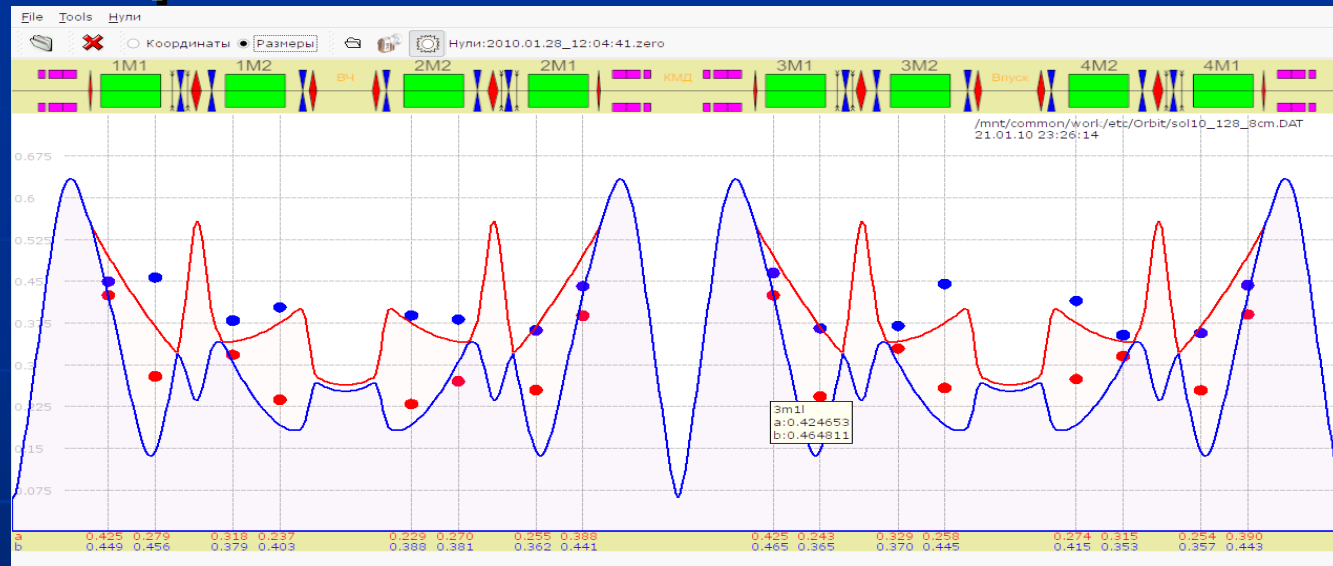 File Tools Нули
Координаты Размеры Нули:2010.01.28_12:04:41.zero
1M1 1M2 ВЧ 2M2 2M1 КМД 3M1 3M2 Впуск 4M2 4M1
/mnt/common/work/etc/Orbit/sol10_128_8cm.DAT
21.01.10 23:26:14
0.675
0.6
0.525
0.45
0.375
0.3
0.225
3m1l
a:0.424653
b:0.464811
0.15
0.075
a 0.425 0.279 0.318 0.237 0.229 0.270 0.255 0.388 0.425 0.243 0.329 0.258 0.274 0.315 0.254 0.390
b 0.449 0.456 0.379 0.403 0.388 0.381 0.362 0.441 0.465 0.365 0.370 0.445 0.415 0.353 0.357 0.443